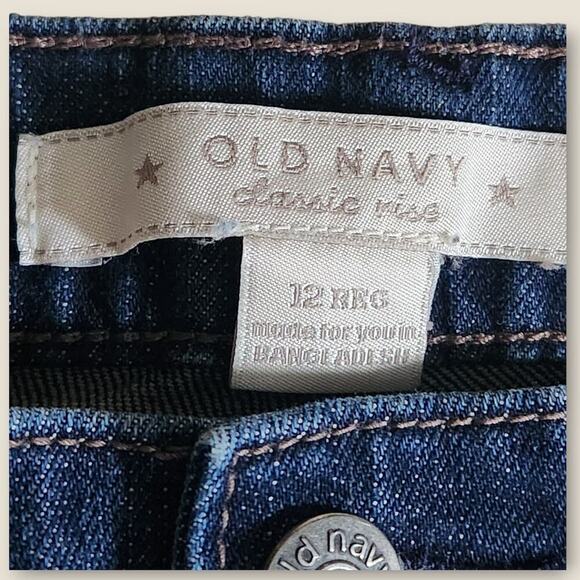 OLD NAVY
classic rise
12 REG
made for you in
BANGLADESH
old navy